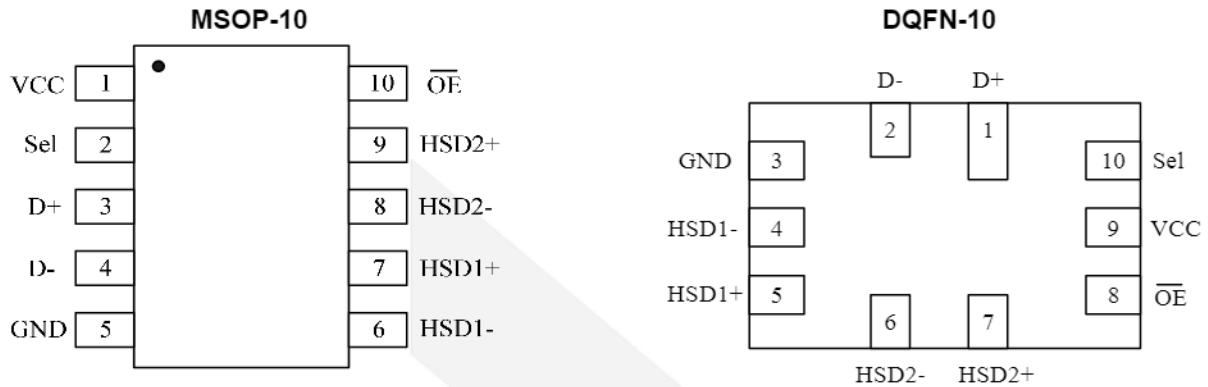 MSOP-10
VCC 1 10 O̅E̅
Sel 2 9 HSD2+
D+ 3 8 HSD2-
D- 4 7 HSD1+
GND 5 6 HSD1-
DQFN-10
D- D+
2 1
GND 3 10 Sel
HSD1- 4 9 VCC
HSD1+ 5 8 O̅E̅
6 7
HSD2- HSD2+